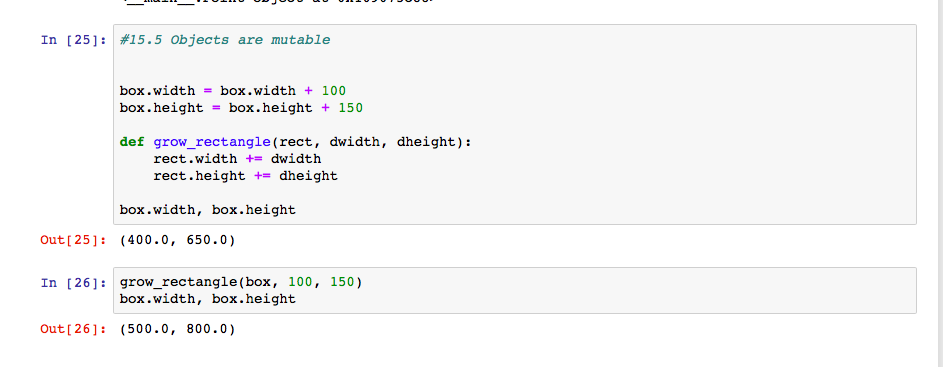 In [25]: #15.5 Objects are mutable
box.width = box.width + 100
box.height = box.height + 150
def grow_rectangle(rect, dwidth, dheight):
    rect.width += dwidth
    rect.height += dheight
box.width, box.height
Out[25]: (400.0, 650.0)
In [26]: grow_rectangle(box, 100, 150)
box.width, box.height
Out[26]: (500.0, 800.0)